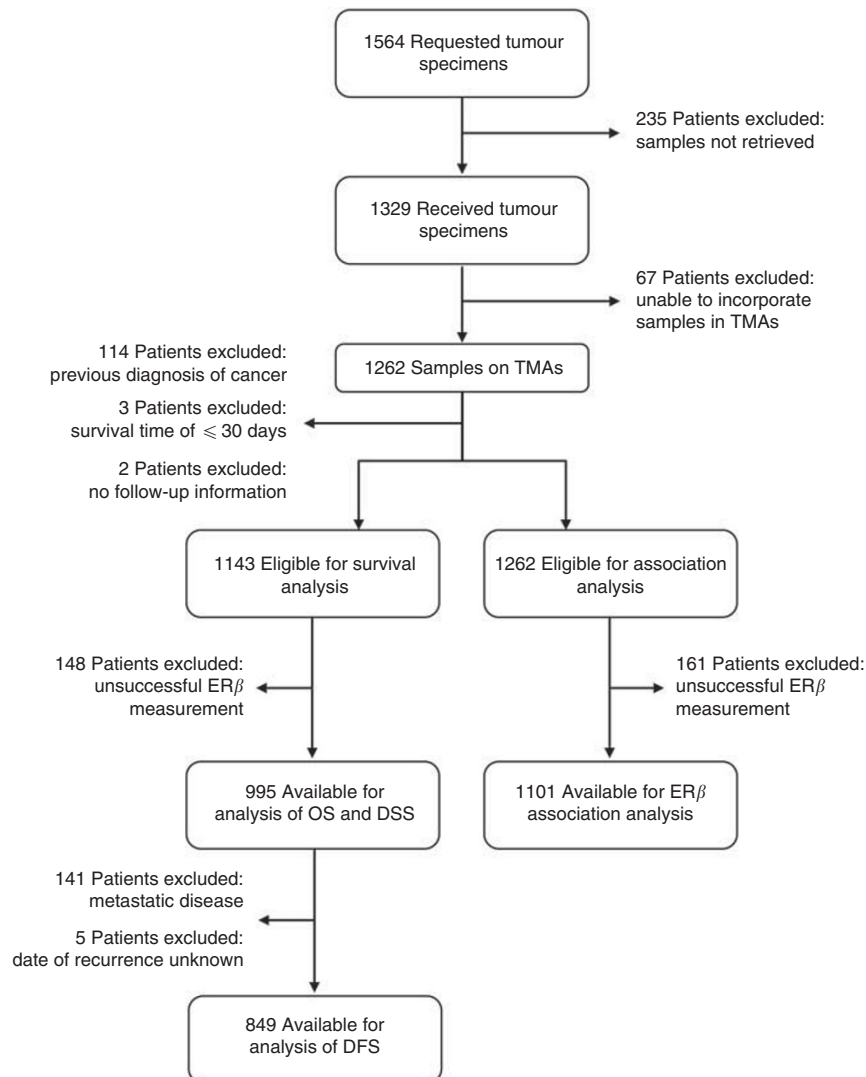 1564 Requested tumour
specimens
235 Patients excluded:
samples not retrieved
1329 Received tumour
specimens
67 Patients excluded:
unable to incorporate
samples in TMAs
1262 Samples on TMAs
114 Patients excluded:
previous diagnosis of cancer
3 Patients excluded:
survival time of ⩽ 30 days
2 Patients excluded:
no follow-up information
1143 Eligible for survival
analysis
1262 Eligible for association
analysis
148 Patients excluded:
unsuccessful ERβ
measurement
161 Patients excluded:
unsuccessful ERβ
measurement
995 Available for
analysis of OS and DSS
1101 Available for ERβ
association analysis
141 Patients excluded:
metastatic disease
5 Patients excluded:
date of recurrence unknown
849 Available for
analysis of DFS